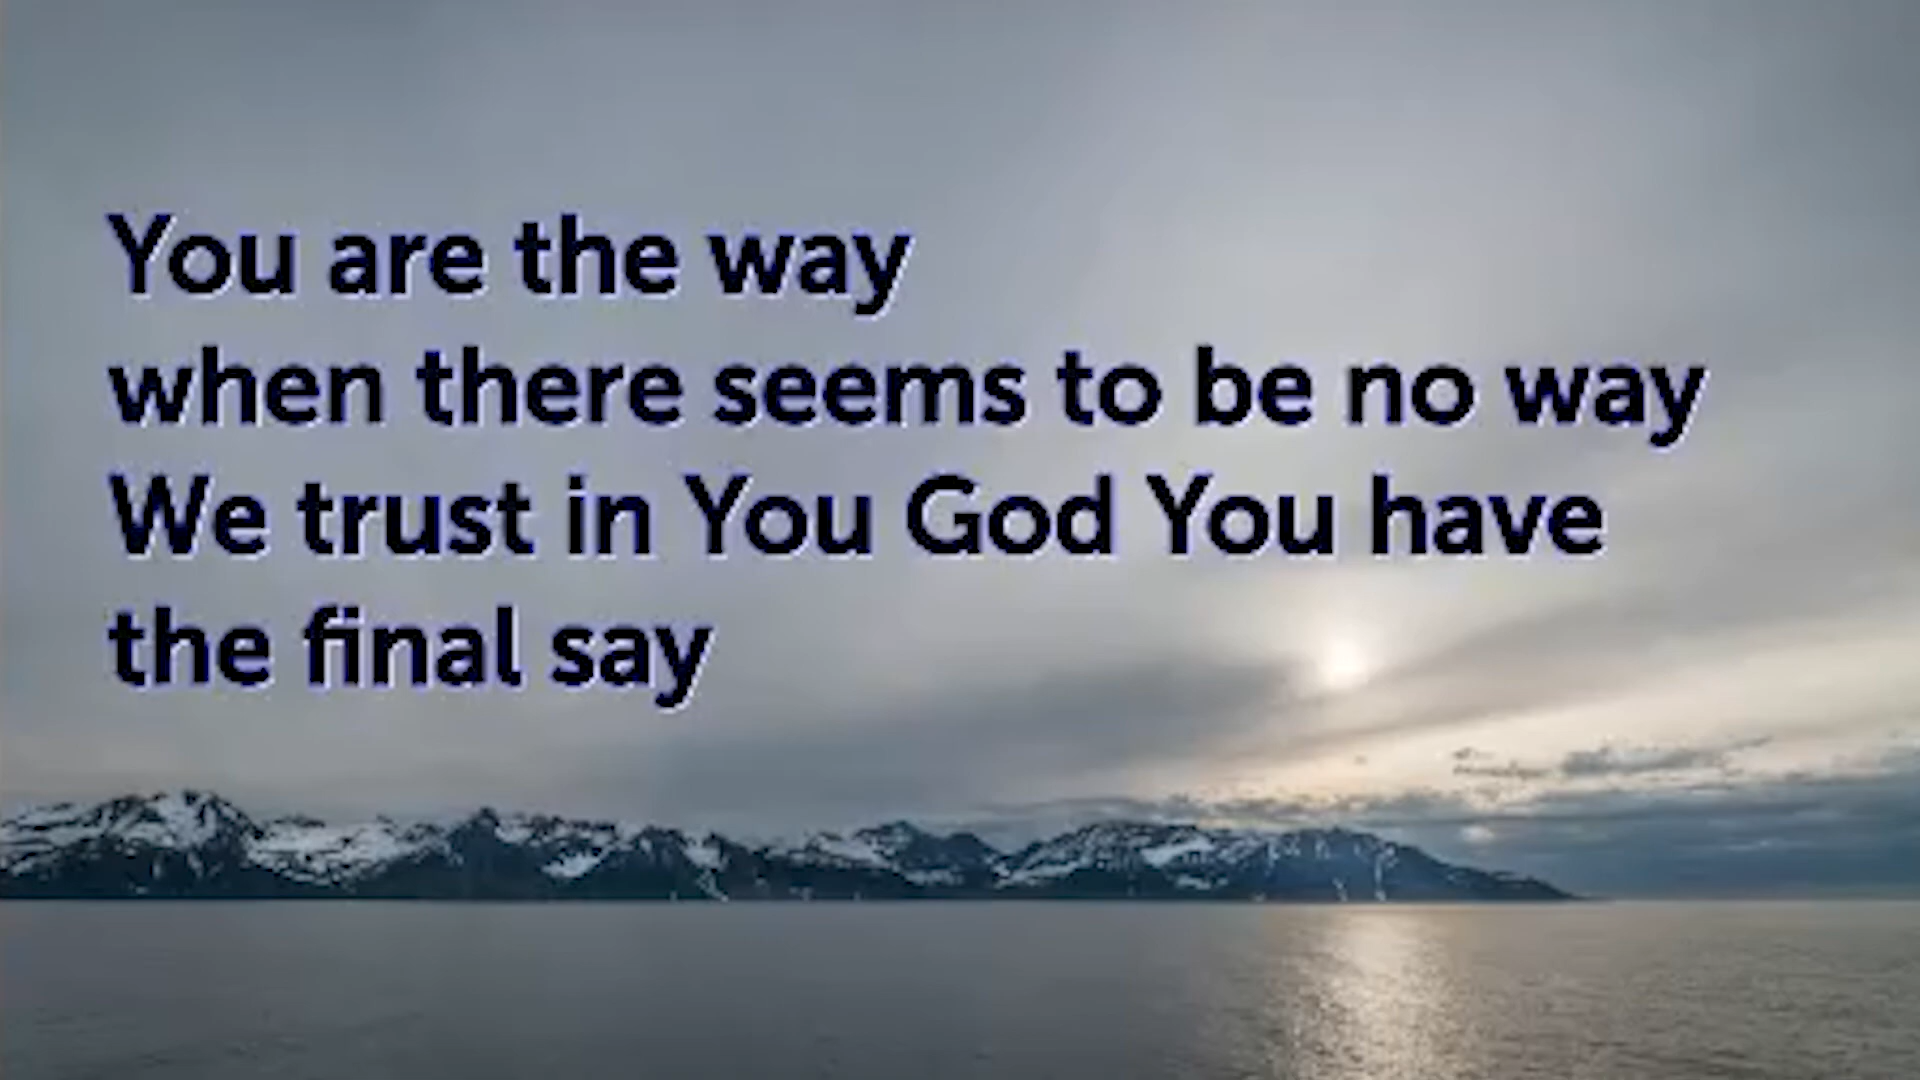 You are the way
when there seems to be no way
We trust in You God You have
the final say